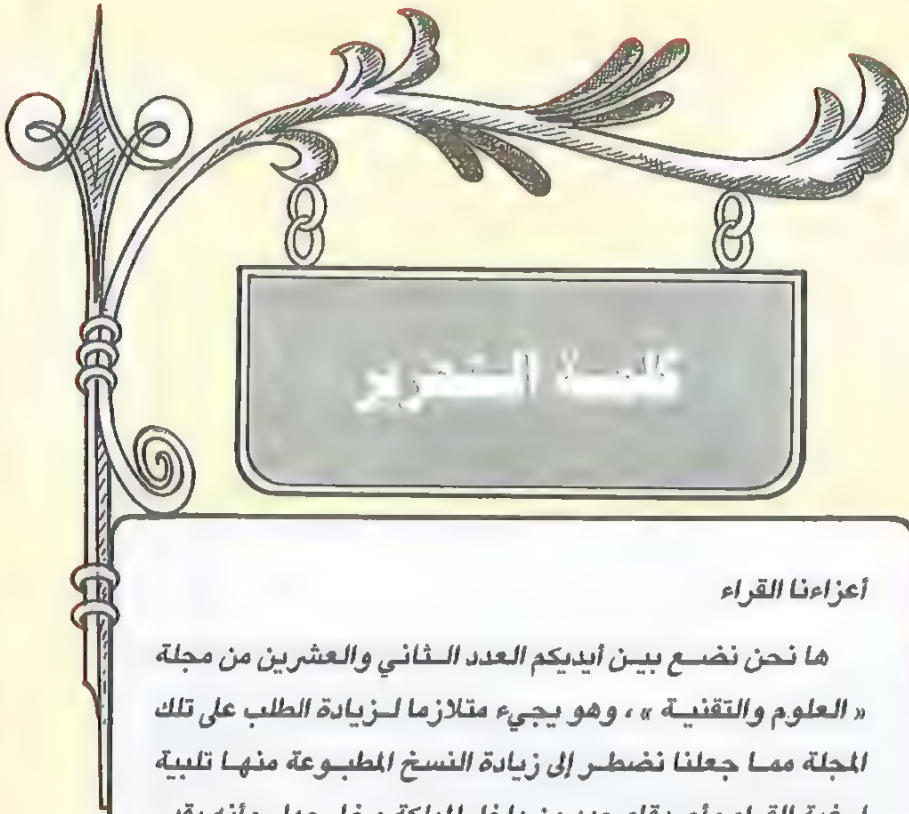 كلمة التحرير
أعزاءنا القراء
ها نحن نضع بين أيديكم العدد الثاني والعشرين من مجلة
« العلوم والتقنية » ، وهو يجيء متلازما لزيادة الطلب على تلك
المجلة مما جعلنا نضطر إلى زيادة النسخ المطبوعة منها تلبية